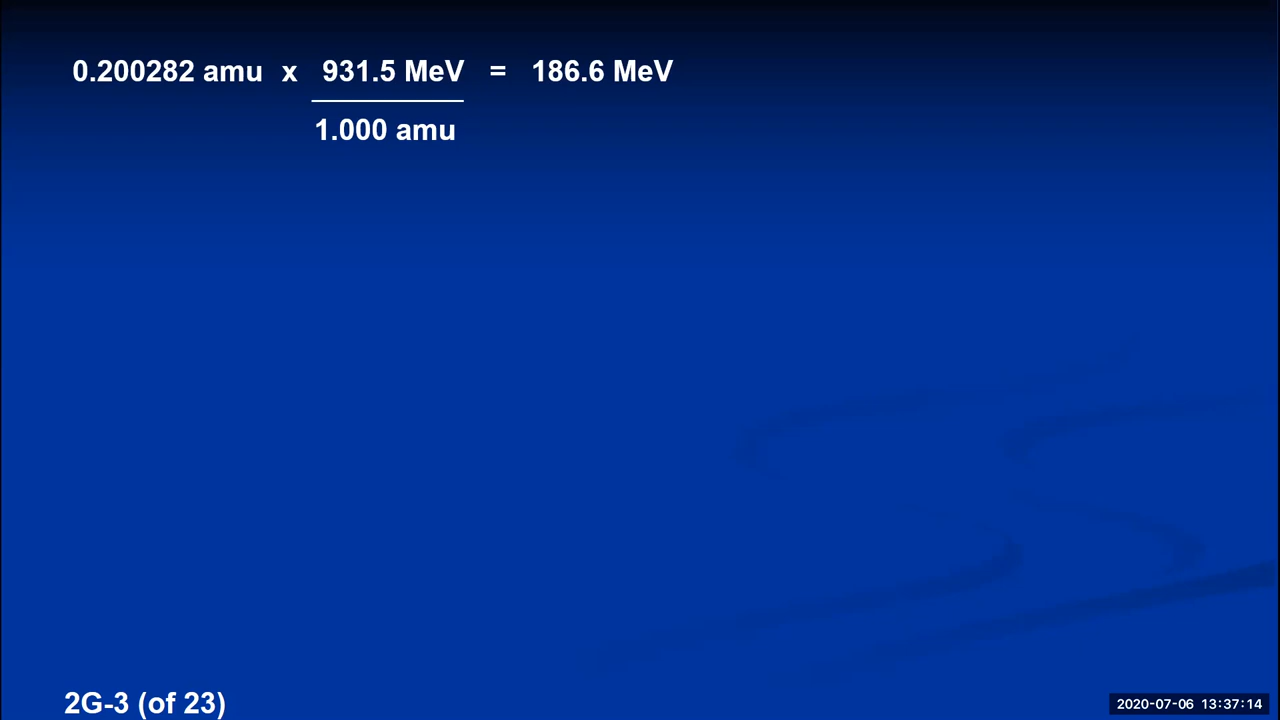 0.200282 amu x 931.5 MeV = 186.6 MeV
1.000 amu
2G-3 (of 23)
2020-07-06 13:37:14